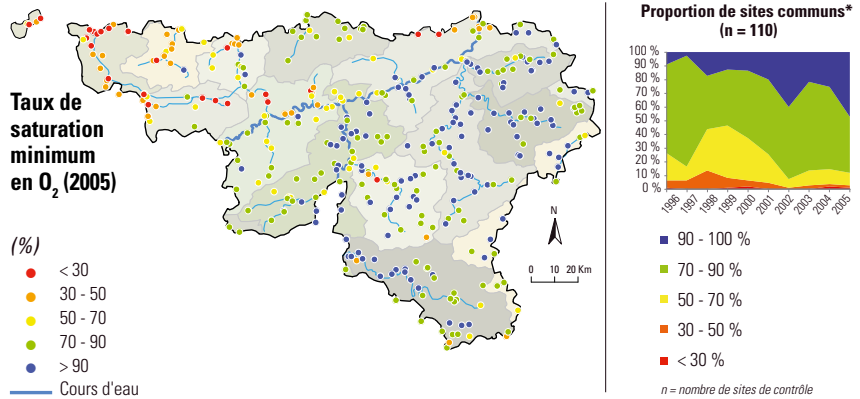 Taux de
saturation
minimum
en O2 (2005)
(%)
< 30
30 - 50
50 - 70
70 - 90
> 90
Cours d'eau
N
0 10 20 Km
Proportion de sites communs*
(n = 110)
100 %
90 %
80 %
70 %
60 %
50 %
40 %
30 %
20 %
10 %
0 %
1996 1997 1998 1999 2000 2001 2002 2003 2004 2005
90 - 100 %
70 - 90 %
50 - 70 %
30 - 50 %
< 30 %
n = nombre de sites de contrôle